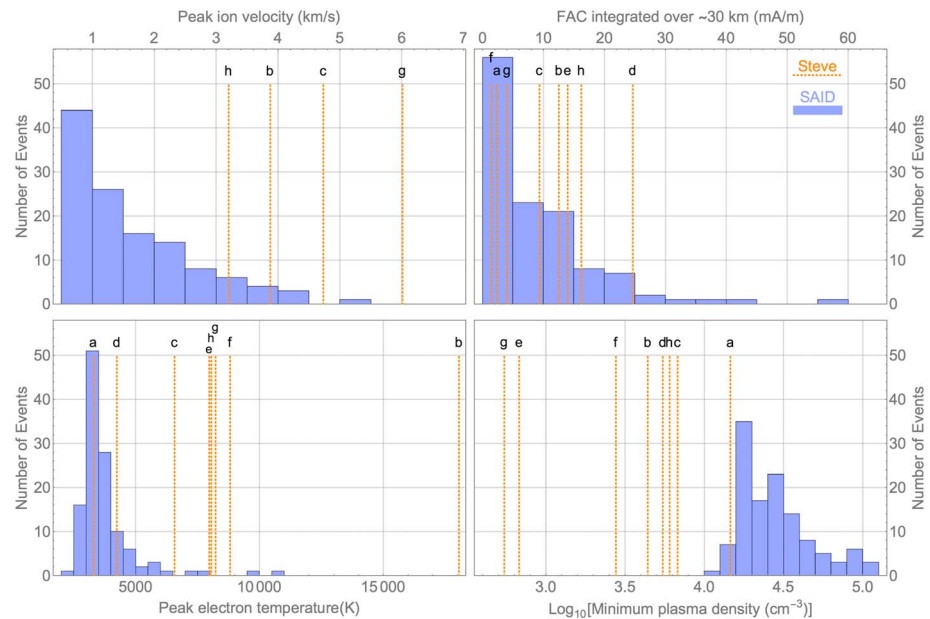 Peak ion velocity (km/s)
FAC integrated over ~30 km (mA/m)
1 2 3 4 5 6 7
0 10 20 30 40 50 60
h b c g
f a g c b e h d
Steve
SAID
Number of Events
50
40
30
20
10
0
Number of Events
50
40
30
20
10
0
a d c e h g f b
g e f b d h c a
Number of Events
50
40
30
20
10
0
Number of Events
50
40
30
20
10
0
5000 10000 15000
3.0 3.5 4.0 4.5 5.0
Peak electron temperature(K)
Log10[Minimum plasma density (cm⁻³)]